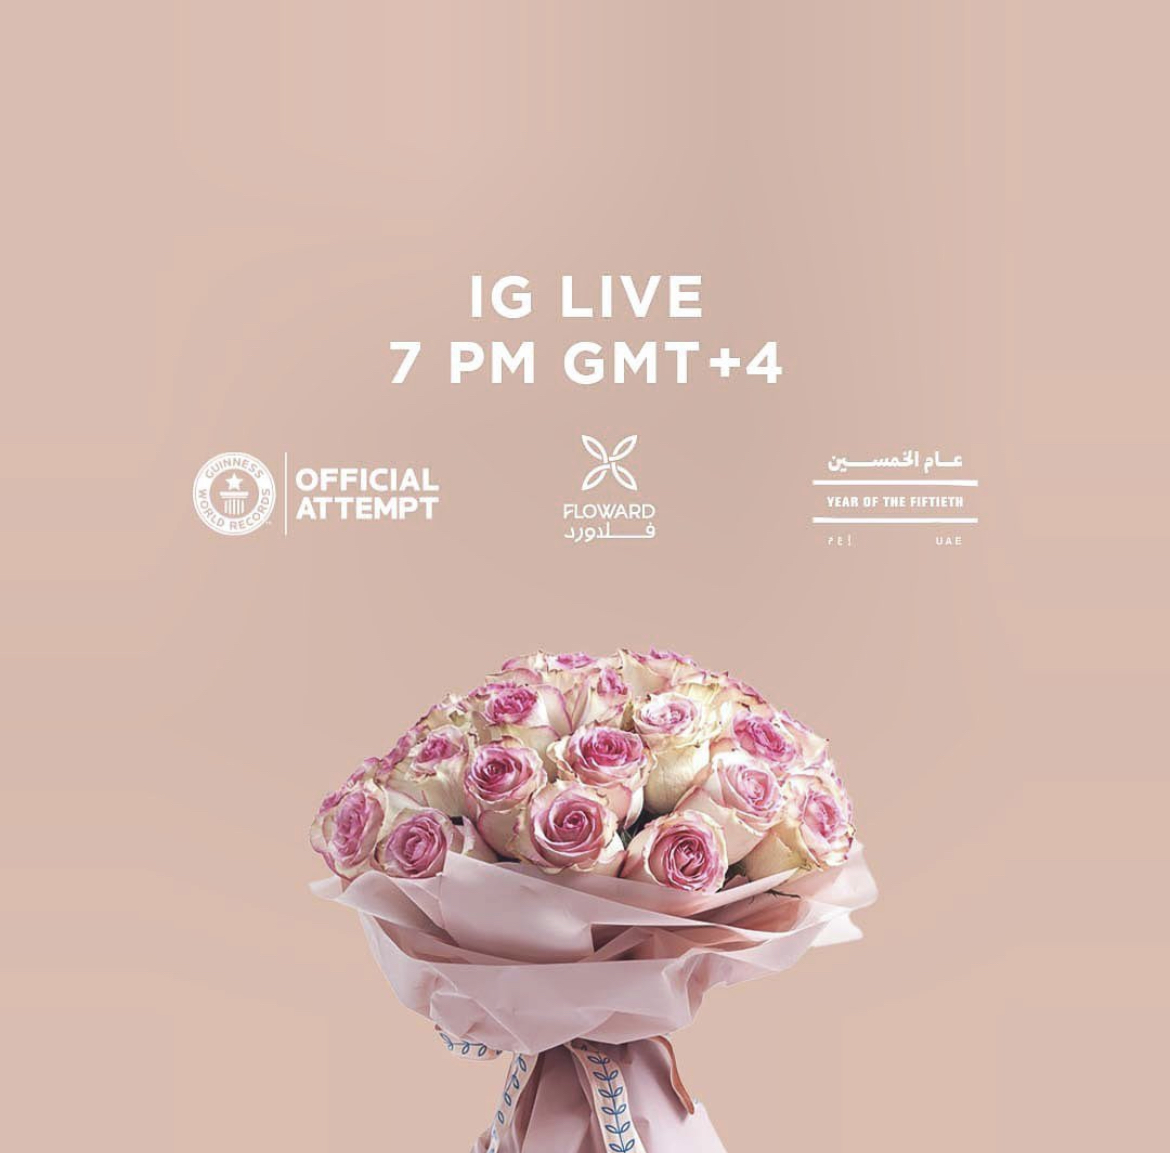 IG LIVE
7 PM GMT+4
GUINNESS WORLD RECORDS
OFFICIAL
ATTEMPT
FLOWARD
فلاورد
عام الخمسين
YEAR OF THE FIFTIETH
إ ع م UAE